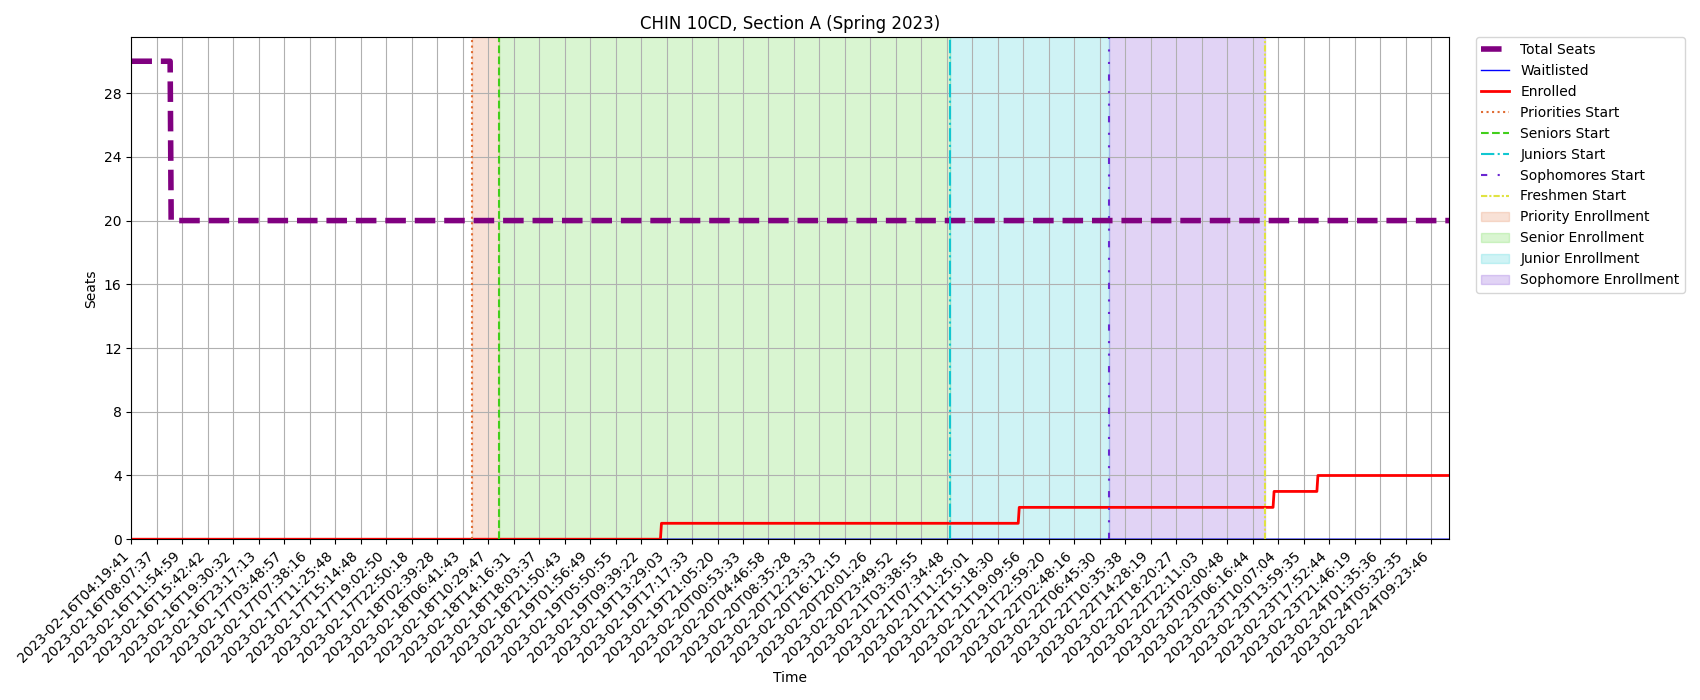 CHIN 10CD, Section A (Spring 2023)
Total Seats
Waitlisted
Enrolled
Priorities Start
Seniors Start
Juniors Start
Sophomores Start
Freshmen Start
Priority Enrollment
Senior Enrollment
Junior Enrollment
Sophomore Enrollment
Seats
28
24
20
16
12
8
4
0
2023-02-16T04:19:41
2023-02-16T08:07:37
2023-02-16T11:54:59
2023-02-16T15:42:42
2023-02-16T19:30:32
2023-02-16T23:17:13
2023-02-17T03:48:57
2023-02-17T07:38:16
2023-02-17T11:25:48
2023-02-17T15:14:48
2023-02-17T19:02:50
2023-02-17T22:50:18
2023-02-18T02:39:28
2023-02-18T06:41:43
2023-02-18T10:29:47
2023-02-18T14:16:31
2023-02-18T18:03:37
2023-02-18T21:50:43
2023-02-19T01:56:49
2023-02-19T05:50:55
2023-02-19T09:39:22
2023-02-19T13:29:03
2023-02-19T17:17:33
2023-02-19T21:05:20
2023-02-20T00:53:33
2023-02-20T04:46:58
2023-02-20T08:35:28
2023-02-20T12:23:33
2023-02-20T16:12:15
2023-02-20T20:01:26
2023-02-20T23:49:52
2023-02-21T03:38:55
2023-02-21T07:34:48
2023-02-21T11:25:01
2023-02-21T15:18:30
2023-02-21T19:09:56
2023-02-21T22:59:20
2023-02-22T02:48:16
2023-02-22T06:45:30
2023-02-22T10:35:38
2023-02-22T14:28:19
2023-02-22T18:20:27
2023-02-22T22:11:03
2023-02-23T02:00:48
2023-02-23T06:16:44
2023-02-23T10:07:04
2023-02-23T13:59:35
2023-02-23T17:52:44
2023-02-23T21:46:19
2023-02-24T01:35:36
2023-02-24T05:32:35
2023-02-24T09:23:46
Time